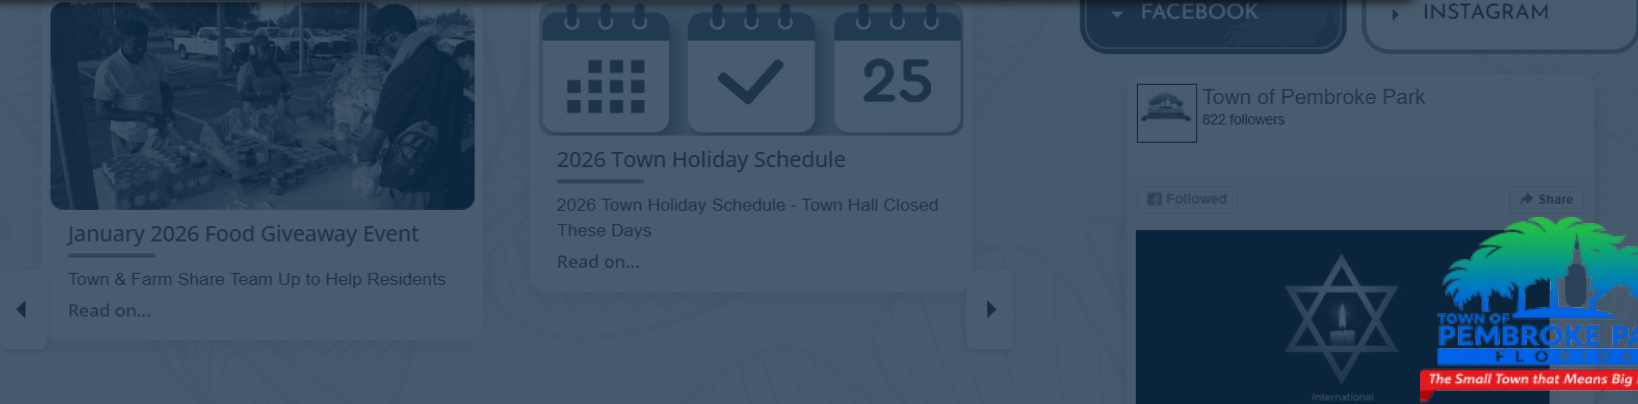 FACEBOOK
INSTAGRAM
25
Town of Pembroke Park
822 followers
2026 Town Holiday Schedule
2026 Town Holiday Schedule - Town Hall Closed
These Days
Read on...
Followed
Share
January 2026 Food Giveaway Event
Town & Farm Share Team Up to Help Residents
Read on...
TOWN OF
PEMBROKE PA
FLORIDA
The Small Town that Means Big
International